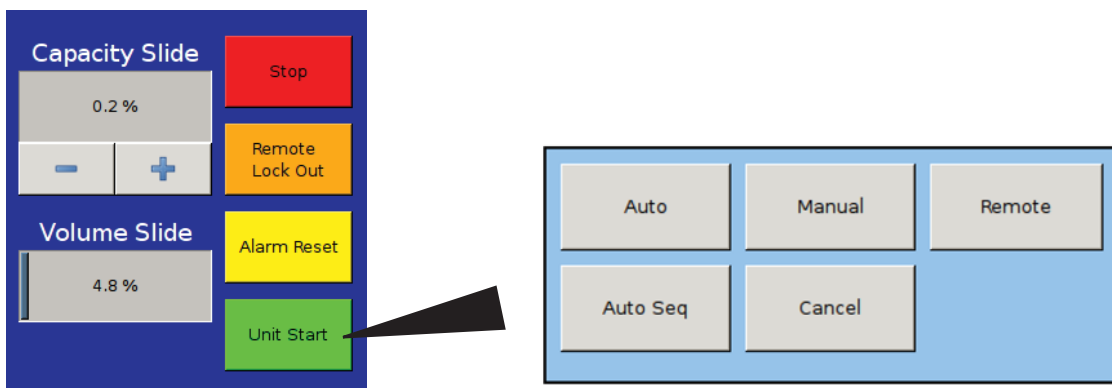 Capacity Slide
0.2 %
Volume Slide
4.8 %
Stop
Remote
Lock Out
Alarm Reset
Unit Start
Auto
Manual
Remote
Auto Seq
Cancel